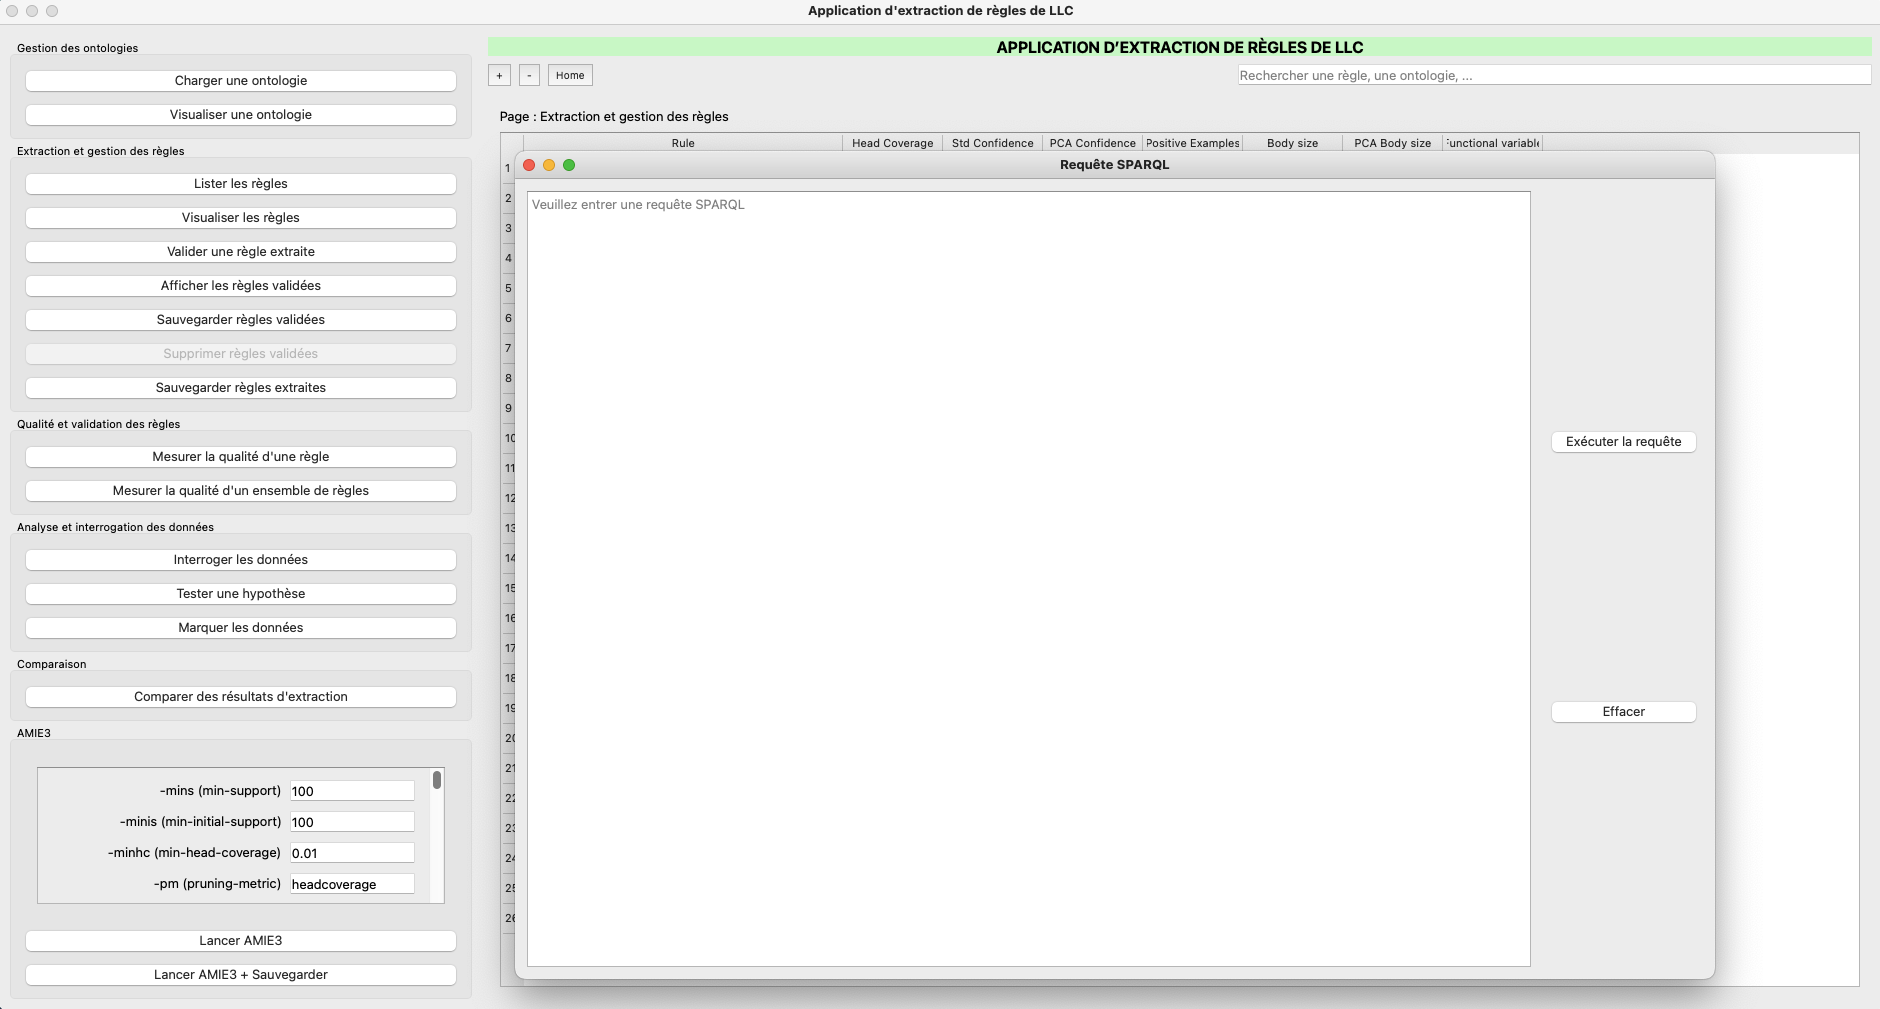 Application d'extraction de règles de LLC
Gestion des ontologies
Charger une ontologie
Visualiser une ontologie
Extraction et gestion des règles
Lister les règles
Visualiser les règles
Valider une règle extraite
Afficher les règles validées
Sauvegarder règles validées
Supprimer règles validées
Sauvegarder règles extraites
Qualité et validation des règles
Mesurer la qualité d'une règle
Mesurer la qualité d'un ensemble de règles
Analyse et interrogation des données
Interroger les données
Tester une hypothèse
Marquer les données
Comparaison
Comparer des résultats d'extraction
AMIE3
-mins (min-support) 100
-minis (min-initial-support) 100
-minhc (min-head-coverage) 0.01
-pm (pruning-metric) headcoverage
Lancer AMIE3
Lancer AMIE3 + Sauvegarder
APPLICATION D’EXTRACTION DE RÈGLES DE LLC
+ - Home Rechercher une règle, une ontologie, ...
Page : Extraction et gestion des règles
Rule Head Coverage Std Confidence PCA Confidence Positive Examples Body size PCA Body size Functional variable
1
2
3
4
5
6
7
8
9
10
11
12
13
14
15
16
17
18
19
20
21
22
23
24
25
26
Requête SPARQL
Veuillez entrer une requête SPARQL
Exécuter la requête
Effacer